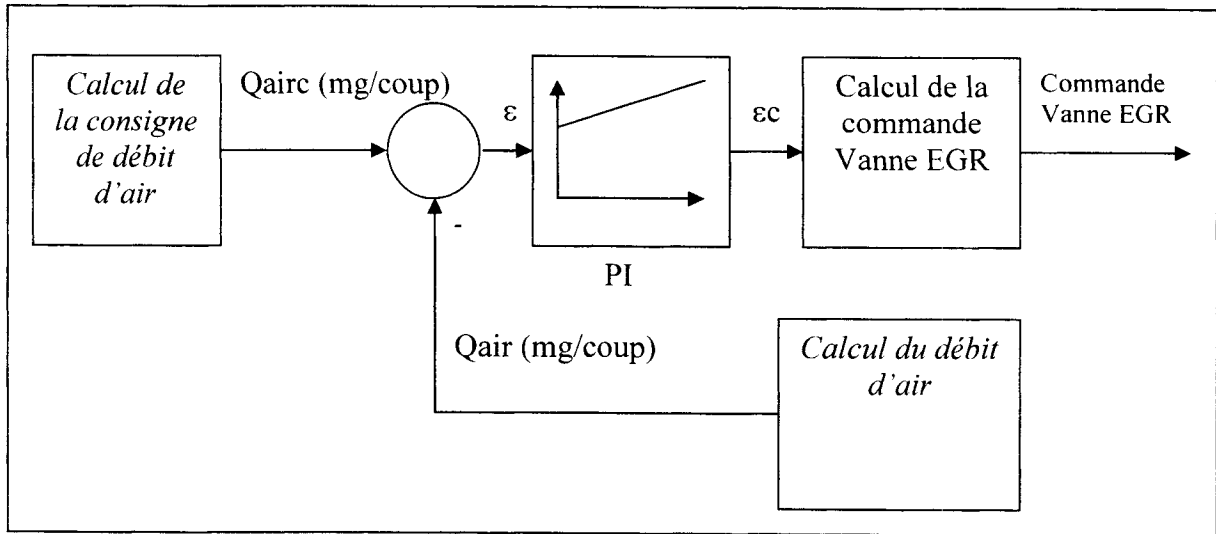 Calcul de
la consigne
de débit
d'air
Qairc (mg/coup)
ε
PI
εc
Calcul de la
commande
Vanne EGR
Commande
Vanne EGR
-
Qair (mg/coup)
Calcul du débit
d'air